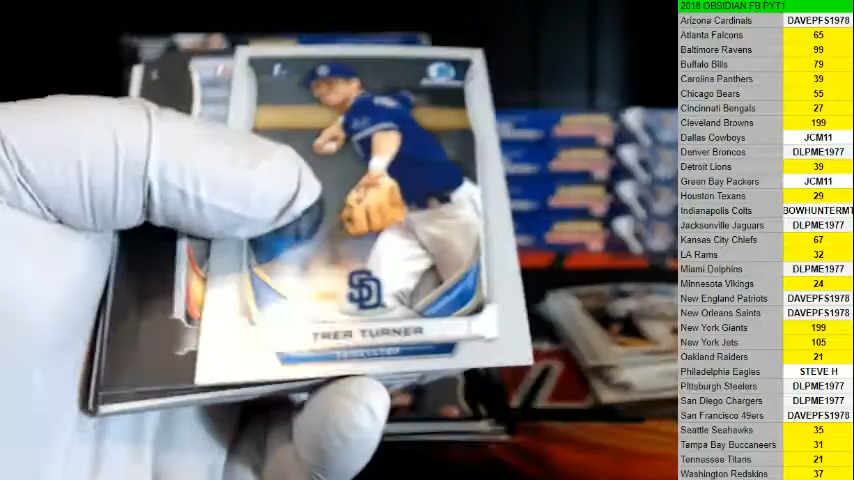 2018 OBSIDIAN FB PYT1
Arizona Cardinals DAVEPFS1978
Atlanta Falcons 65
Baltimore Ravens 99
Buffalo Bills 79
Carolina Panthers 39
Chicago Bears 55
Cincinnati Bengals 27
Cleveland Browns 199
Dallas Cowboys JCM11
Denver Broncos DLPME1977
Detroit Lions 39
Green Bay Packers JCM11
Houston Texans 29
Indianapolis Colts BOWHUNTERMT
Jacksonville Jaguars DLPME1977
Kansas City Chiefs 67
LA Rams 32
Miami Dolphins DLPME1977
Minnesota Vikings 24
New England Patriots DAVEPFS1978
New Orleans Saints DAVEPFS1978
New York Giants 199
New York Jets 105
Oakland Raiders 21
Philadelphia Eagles STEVE H
Pittsburgh Steelers DLPME1977
San Diego Chargers DLPME1977
San Francisco 49ers DAVEPFS1978
Seattle Seahawks 35
Tampa Bay Buccaneers 31
Tennessee Titans 21
Washington Redskins 37
SD
TREA TURNER